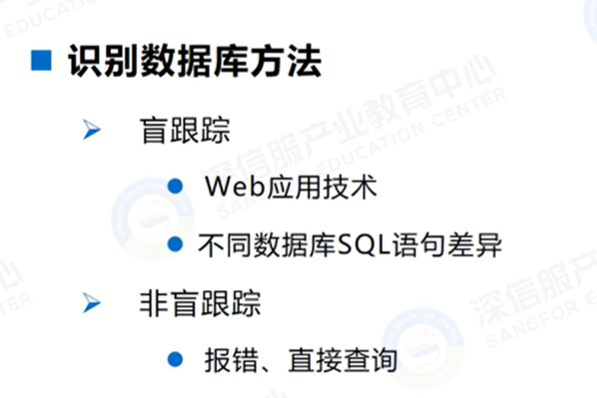 识别数据库方法
盲跟踪
Web应用技术
不同数据库SQL语句差异
非盲跟踪
报错、直接查询
深信服产业教育中心
SANGFOR EDUCATION CENTER